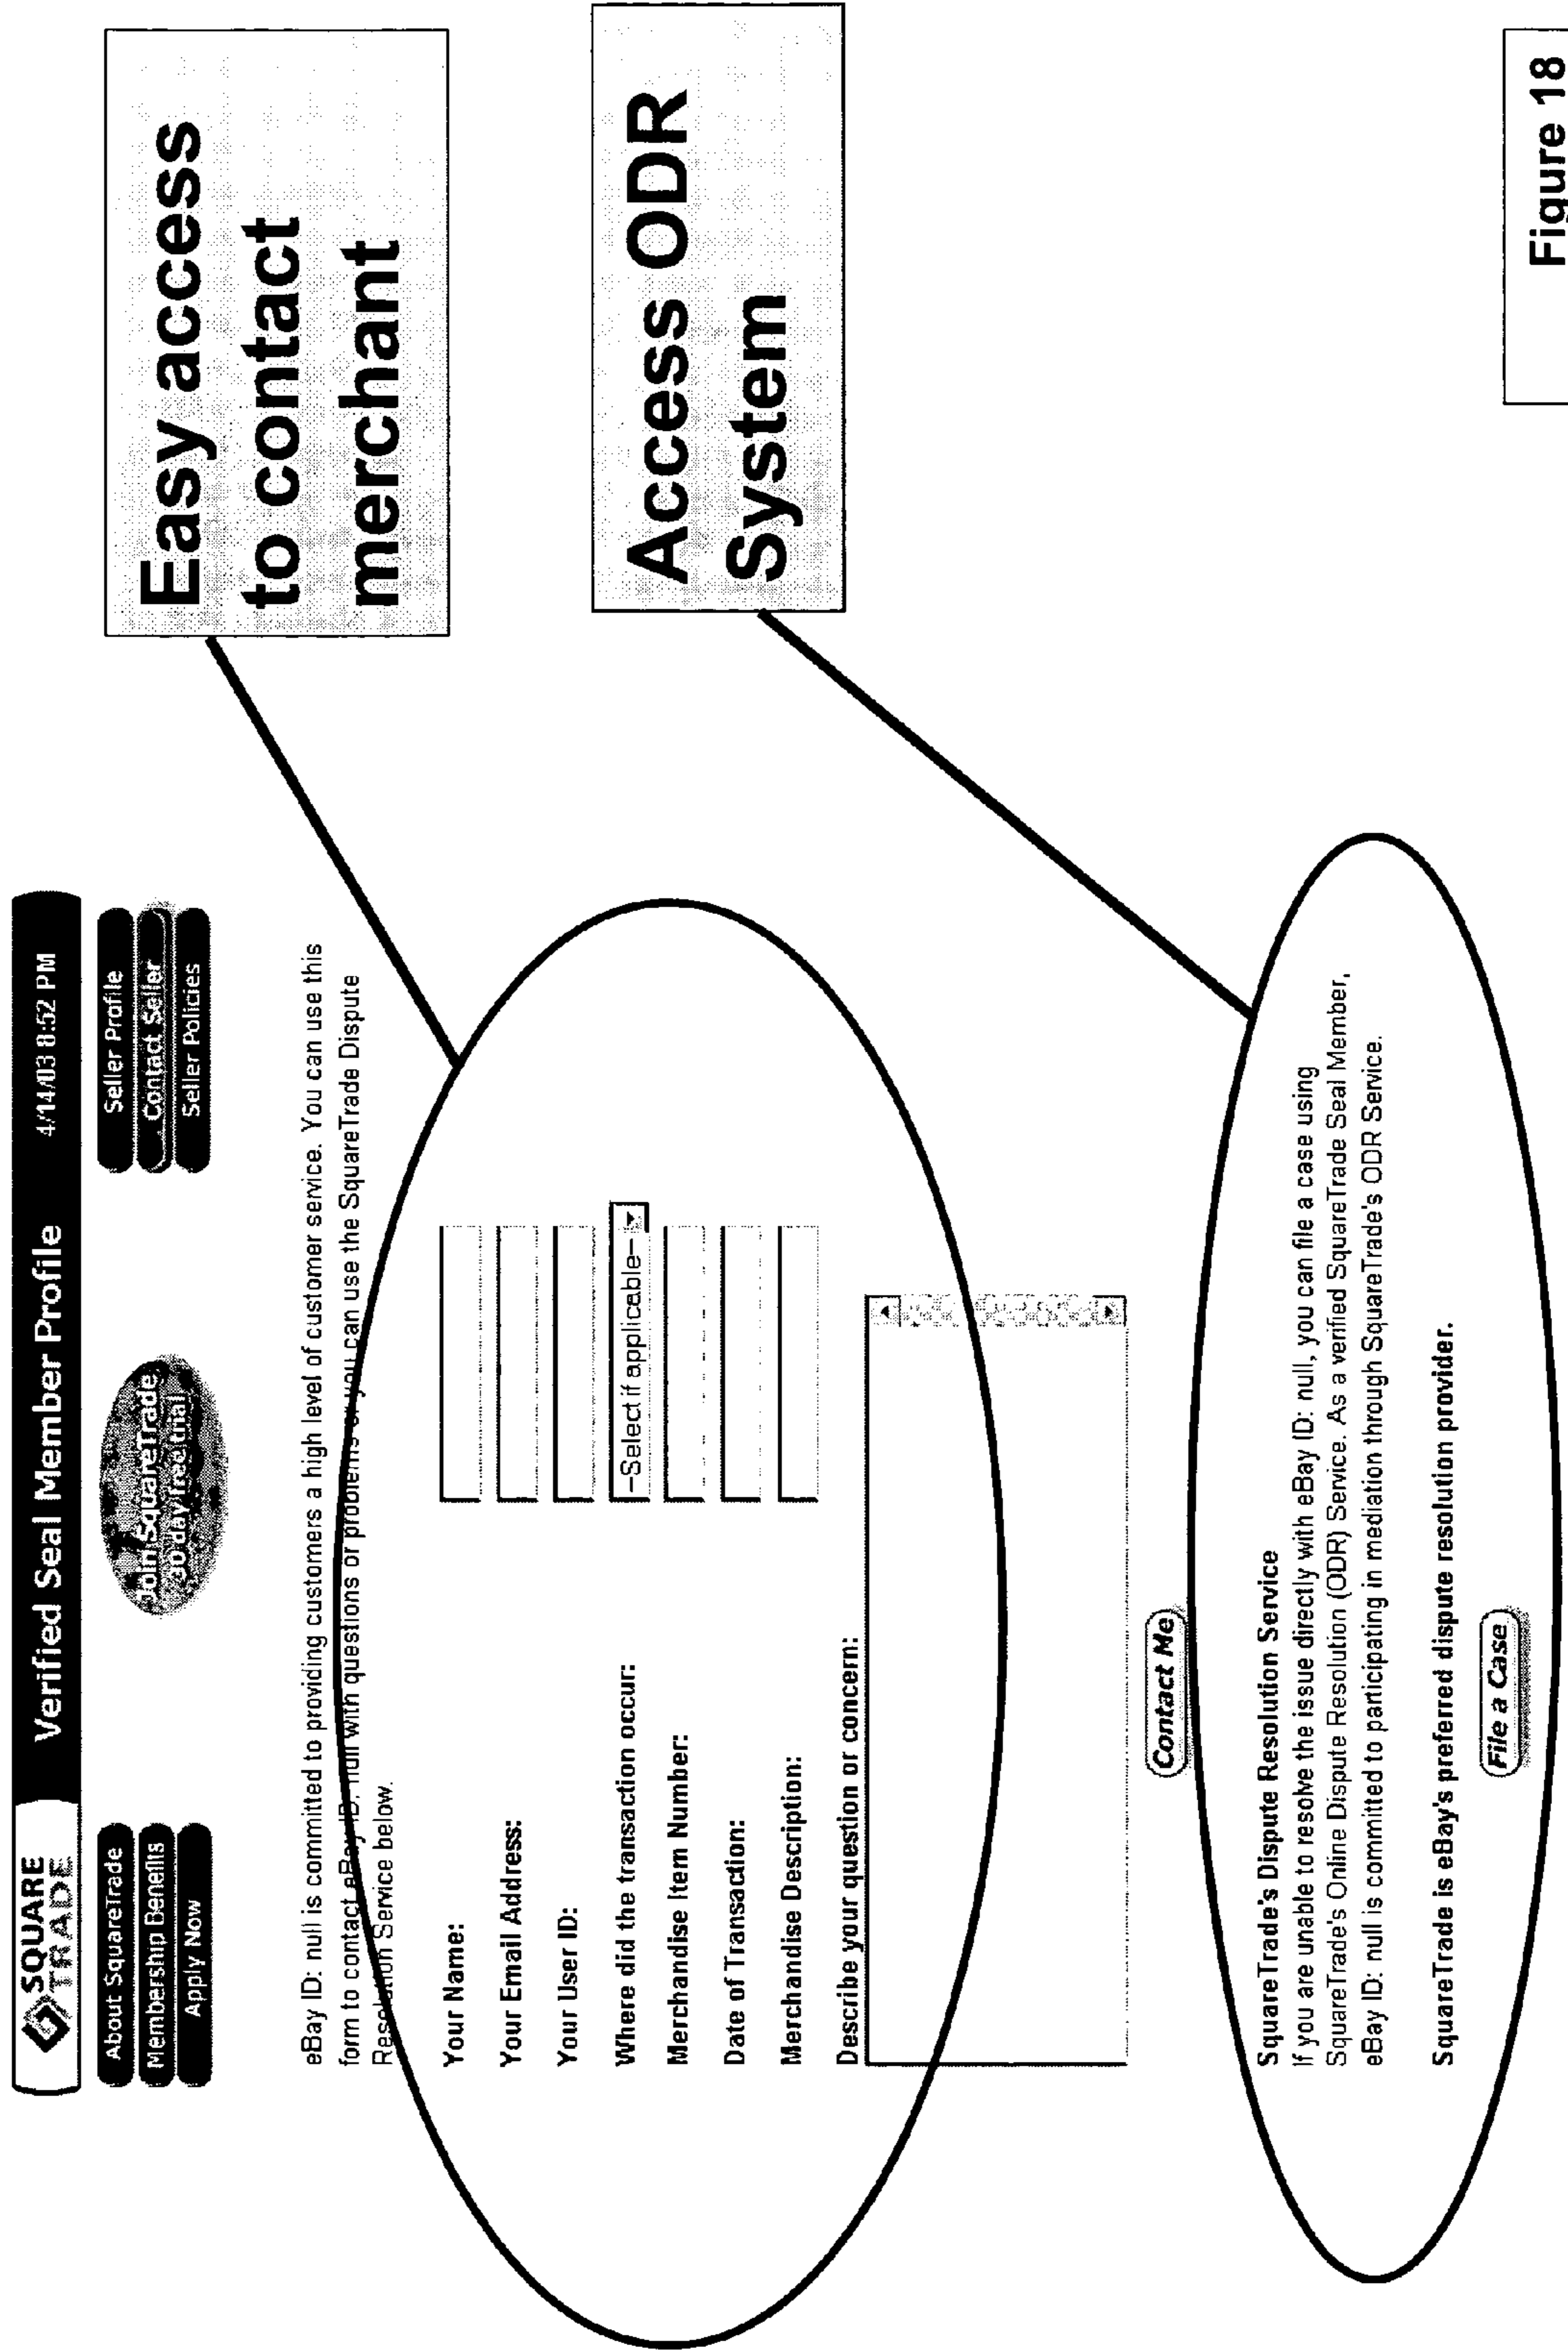 SQUARE
TRADE
Verified Seal Member Profile
4/14/03 8:52 PM
About SquareTrade
Membership Benefits
Apply Now
Join SquareTrade
30 day free trial
Seller Profile
Contact Seller
Seller Policies
eBay ID: null is committed to providing customers a high level of customer service. You can use this
form to contact eBay ID: null with questions or problems or you can use the SquareTrade Dispute
Resolution Service below.
Your Name:
Your Email Address:
Your User ID:
Where did the transaction occur:
--Select if applicable--
Merchandise Item Number:
Date of Transaction:
Merchandise Description:
Describe your question or concern:
Contact Me
SquareTrade's Dispute Resolution Service
If you are unable to resolve the issue directly with eBay ID: null, you can file a case using
SquareTrade's Online Dispute Resolution (ODR) Service. As a verified SquareTrade Seal Member,
eBay ID: null is committed to participating in mediation through SquareTrade's ODR Service.
SquareTrade is eBay's preferred dispute resolution provider.
File a Case
Easy access
to contact
merchant
Access ODR
System
Figure 18